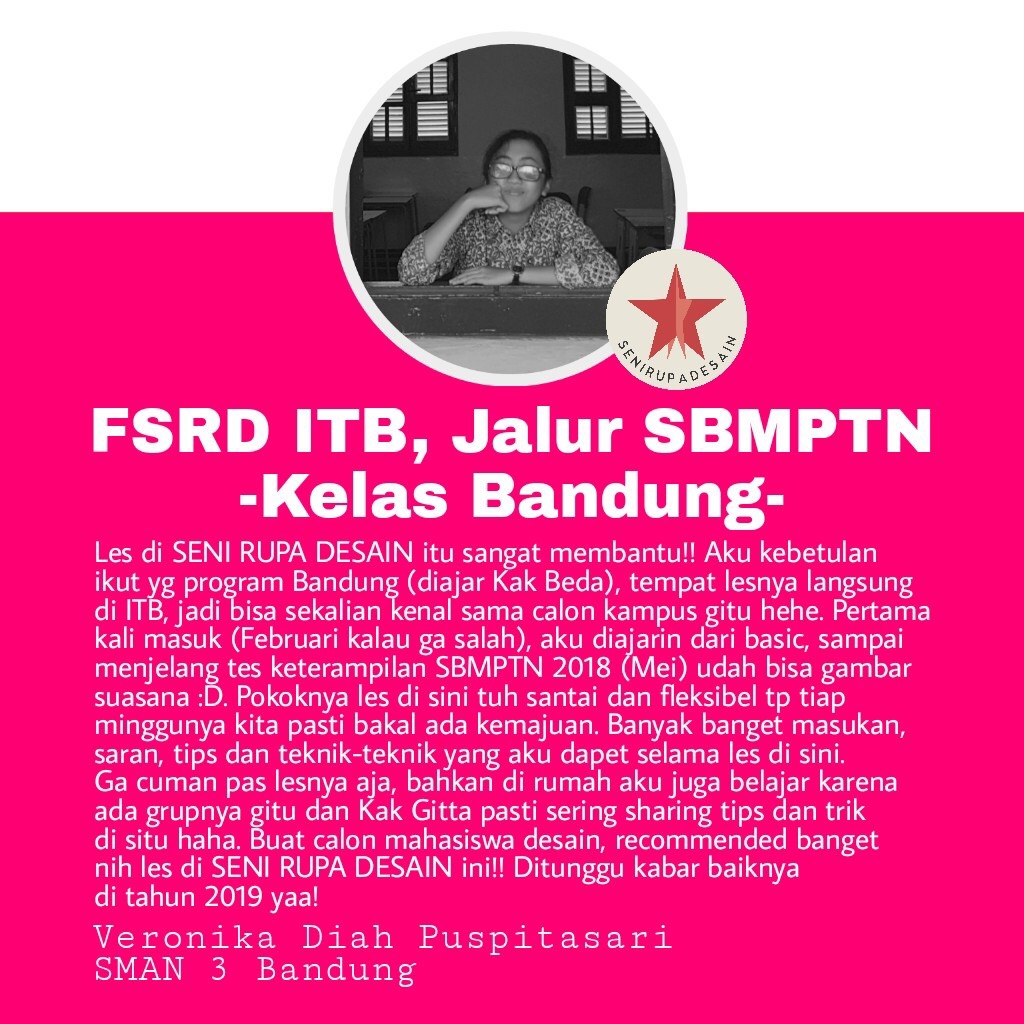 SENIRUPADESAIN
FSRD ITB, Jalur SBMPTN
-Kelas Bandung-
Les di SENI RUPA DESAIN itu sangat membantu!! Aku kebetulan
ikut yg program Bandung (diajar Kak Beda), tempat lesnya langsung
di ITB, jadi bisa sekalian kenal sama calon kampus gitu hehe. Pertama
kali masuk (Februari kalau ga salah), aku diajarin dari basic, sampai
menjelang tes keterampilan SBMPTN 2018 (Mei) udah bisa gambar
suasana :D. Pokoknya les di sini tuh santai dan fleksibel tp tiap
minggunya kita pasti bakal ada kemajuan. Banyak banget masukan,
saran, tips dan teknik-teknik yang aku dapet selama les di sini.
Ga cuman pas lesnya aja, bahkan di rumah aku juga belajar karena
ada grupnya gitu dan Kak Gitta pasti sering sharing tips dan trik
di situ haha. Buat calon mahasiswa desain, recommended banget
nih les di SENI RUPA DESAIN ini!! Ditunggu kabar baiknya
di tahun 2019 yaa!
Veronika Diah Puspitasari
SMAN 3 Bandung